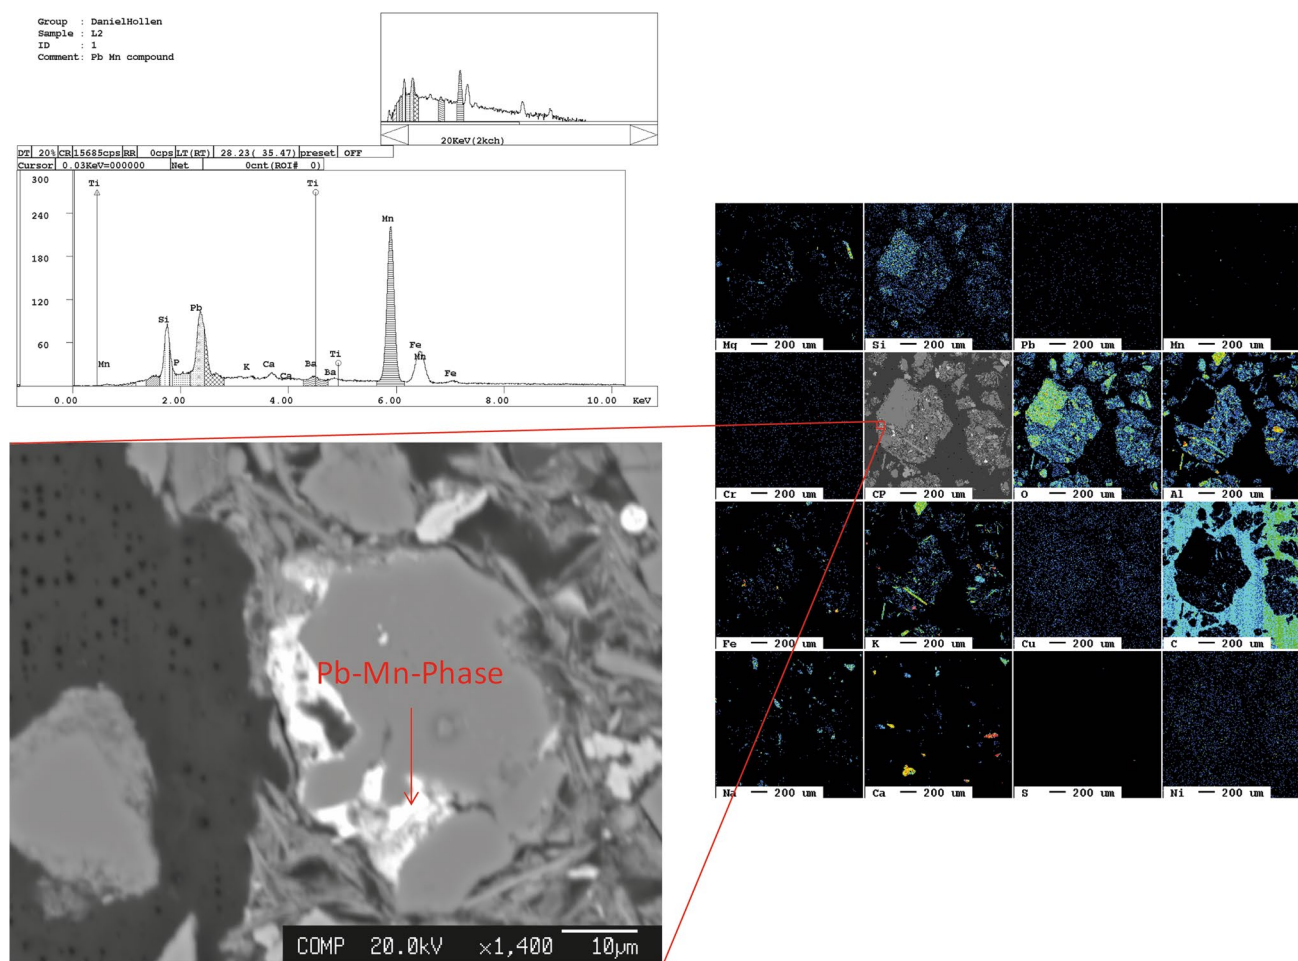 Group : DanielHollen
Sample : L2
ID : 1
Comment: Pb Mn compound
20KeV(2kch)
DT 20% CR 15685cps RR 0cps LT(RT) 28.23( 35.47) preset OFF
Cursor 0.03KeV=000000 Net 0cnt(ROI# 0)
300
240
180
120
60
Ti
Ti
Mn
Si
Pb
Mn
P
K
Ca
Ca
Ba
Ba
Ti
Fe
Mn
Fe
0.00 2.00 4.00 6.00 8.00 10.00 KeV
Mg 200 um Si 200 um Pb 200 um Mn 200 um
Cr 200 um CP 200 um O 200 um Al 200 um
Fe 200 um K 200 um Cu 200 um C 200 um
Na 200 um Ca 200 um S 200 um Ni 200 um
Pb-Mn-Phase
COMP 20.0kV ×1,400 10µm